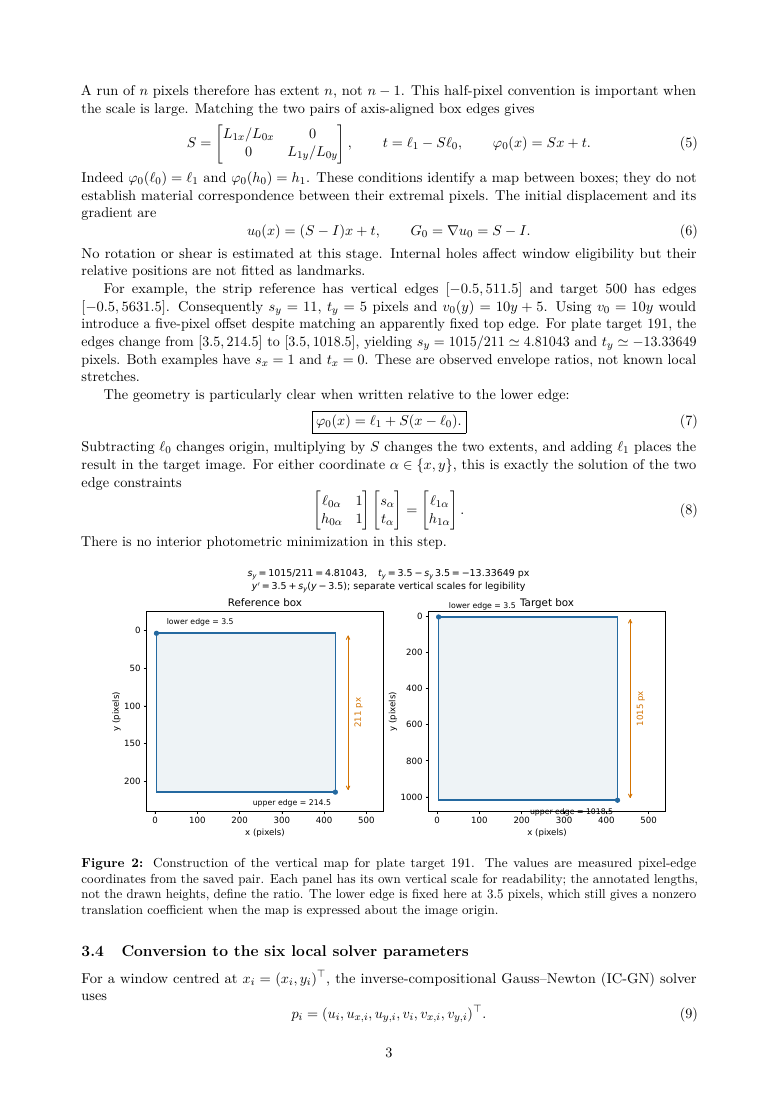 A run of n pixels therefore has extent n, not n − 1. This half-pixel convention is important when
the scale is large. Matching the two pairs of axis-aligned box edges gives
S = [L₁ₓ/L₀ₓ 0; 0 L₁ᵧ/L₀ᵧ], t = ℓ₁ − Sℓ₀, φ₀(x) = Sx + t. (5)
Indeed φ₀(ℓ₀) = ℓ₁ and φ₀(h₀) = h₁. These conditions identify a map between boxes; they do not
establish material correspondence between their extremal pixels. The initial displacement and its
gradient are
u₀(x) = (S − I)x + t, G₀ = ∇u₀ = S − I. (6)
No rotation or shear is estimated at this stage. Internal holes affect window eligibility but their
relative positions are not fitted as landmarks.
For example, the strip reference has vertical edges [−0.5, 511.5] and target 500 has edges
[−0.5, 5631.5]. Consequently sᵧ = 11, tᵧ = 5 pixels and v₀(y) = 10y + 5. Using v₀ = 10y would
introduce a five-pixel offset despite matching an apparently fixed top edge. For plate target 191, the
edges change from [3.5, 214.5] to [3.5, 1018.5], yielding sᵧ = 1015/211 ≃ 4.81043 and tᵧ ≃ −13.33649
pixels. Both examples have sₓ = 1 and tₓ = 0. These are observed envelope ratios, not known local
stretches.
The geometry is particularly clear when written relative to the lower edge:
φ₀(x) = ℓ₁ + S(x − ℓ₀). (7)
Subtracting ℓ₀ changes origin, multiplying by S changes the two extents, and adding ℓ₁ places the
result in the target image. For either coordinate α ∈ {x, y}, this is exactly the solution of the two
edge constraints
[ℓ₀α 1; h₀α 1] [sα; tα] = [ℓ₁α; h₁α]. (8)
There is no interior photometric minimization in this step.
sᵧ = 1015/211 = 4.81043, tᵧ = 3.5 − sᵧ 3.5 = −13.33649 px
y′ = 3.5 + sᵧ(y − 3.5); separate vertical scales for legibility
Reference box
lower edge = 3.5
0
50
100
150
200
y (pixels)
211 px
upper edge = 214.5
0 100 200 300 400 500
x (pixels)
Target box
lower edge = 3.5
0
200
400
600
800
1000
y (pixels)
1015 px
upper edge = 1018.5
0 100 200 300 400 500
x (pixels)
Figure 2: Construction of the vertical map for plate target 191. The values are measured pixel-edge
coordinates from the saved pair. Each panel has its own vertical scale for readability; the annotated lengths,
not the drawn heights, define the ratio. The lower edge is fixed here at 3.5 pixels, which still gives a nonzero
translation coefficient when the map is expressed about the image origin.
3.4 Conversion to the six local solver parameters
For a window centred at xᵢ = (xᵢ, yᵢ)⊤, the inverse-compositional Gauss–Newton (IC-GN) solver
uses
pᵢ = (uᵢ, uₓ,ᵢ, uᵧ,ᵢ, vᵢ, vₓ,ᵢ, vᵧ,ᵢ)⊤. (9)
3